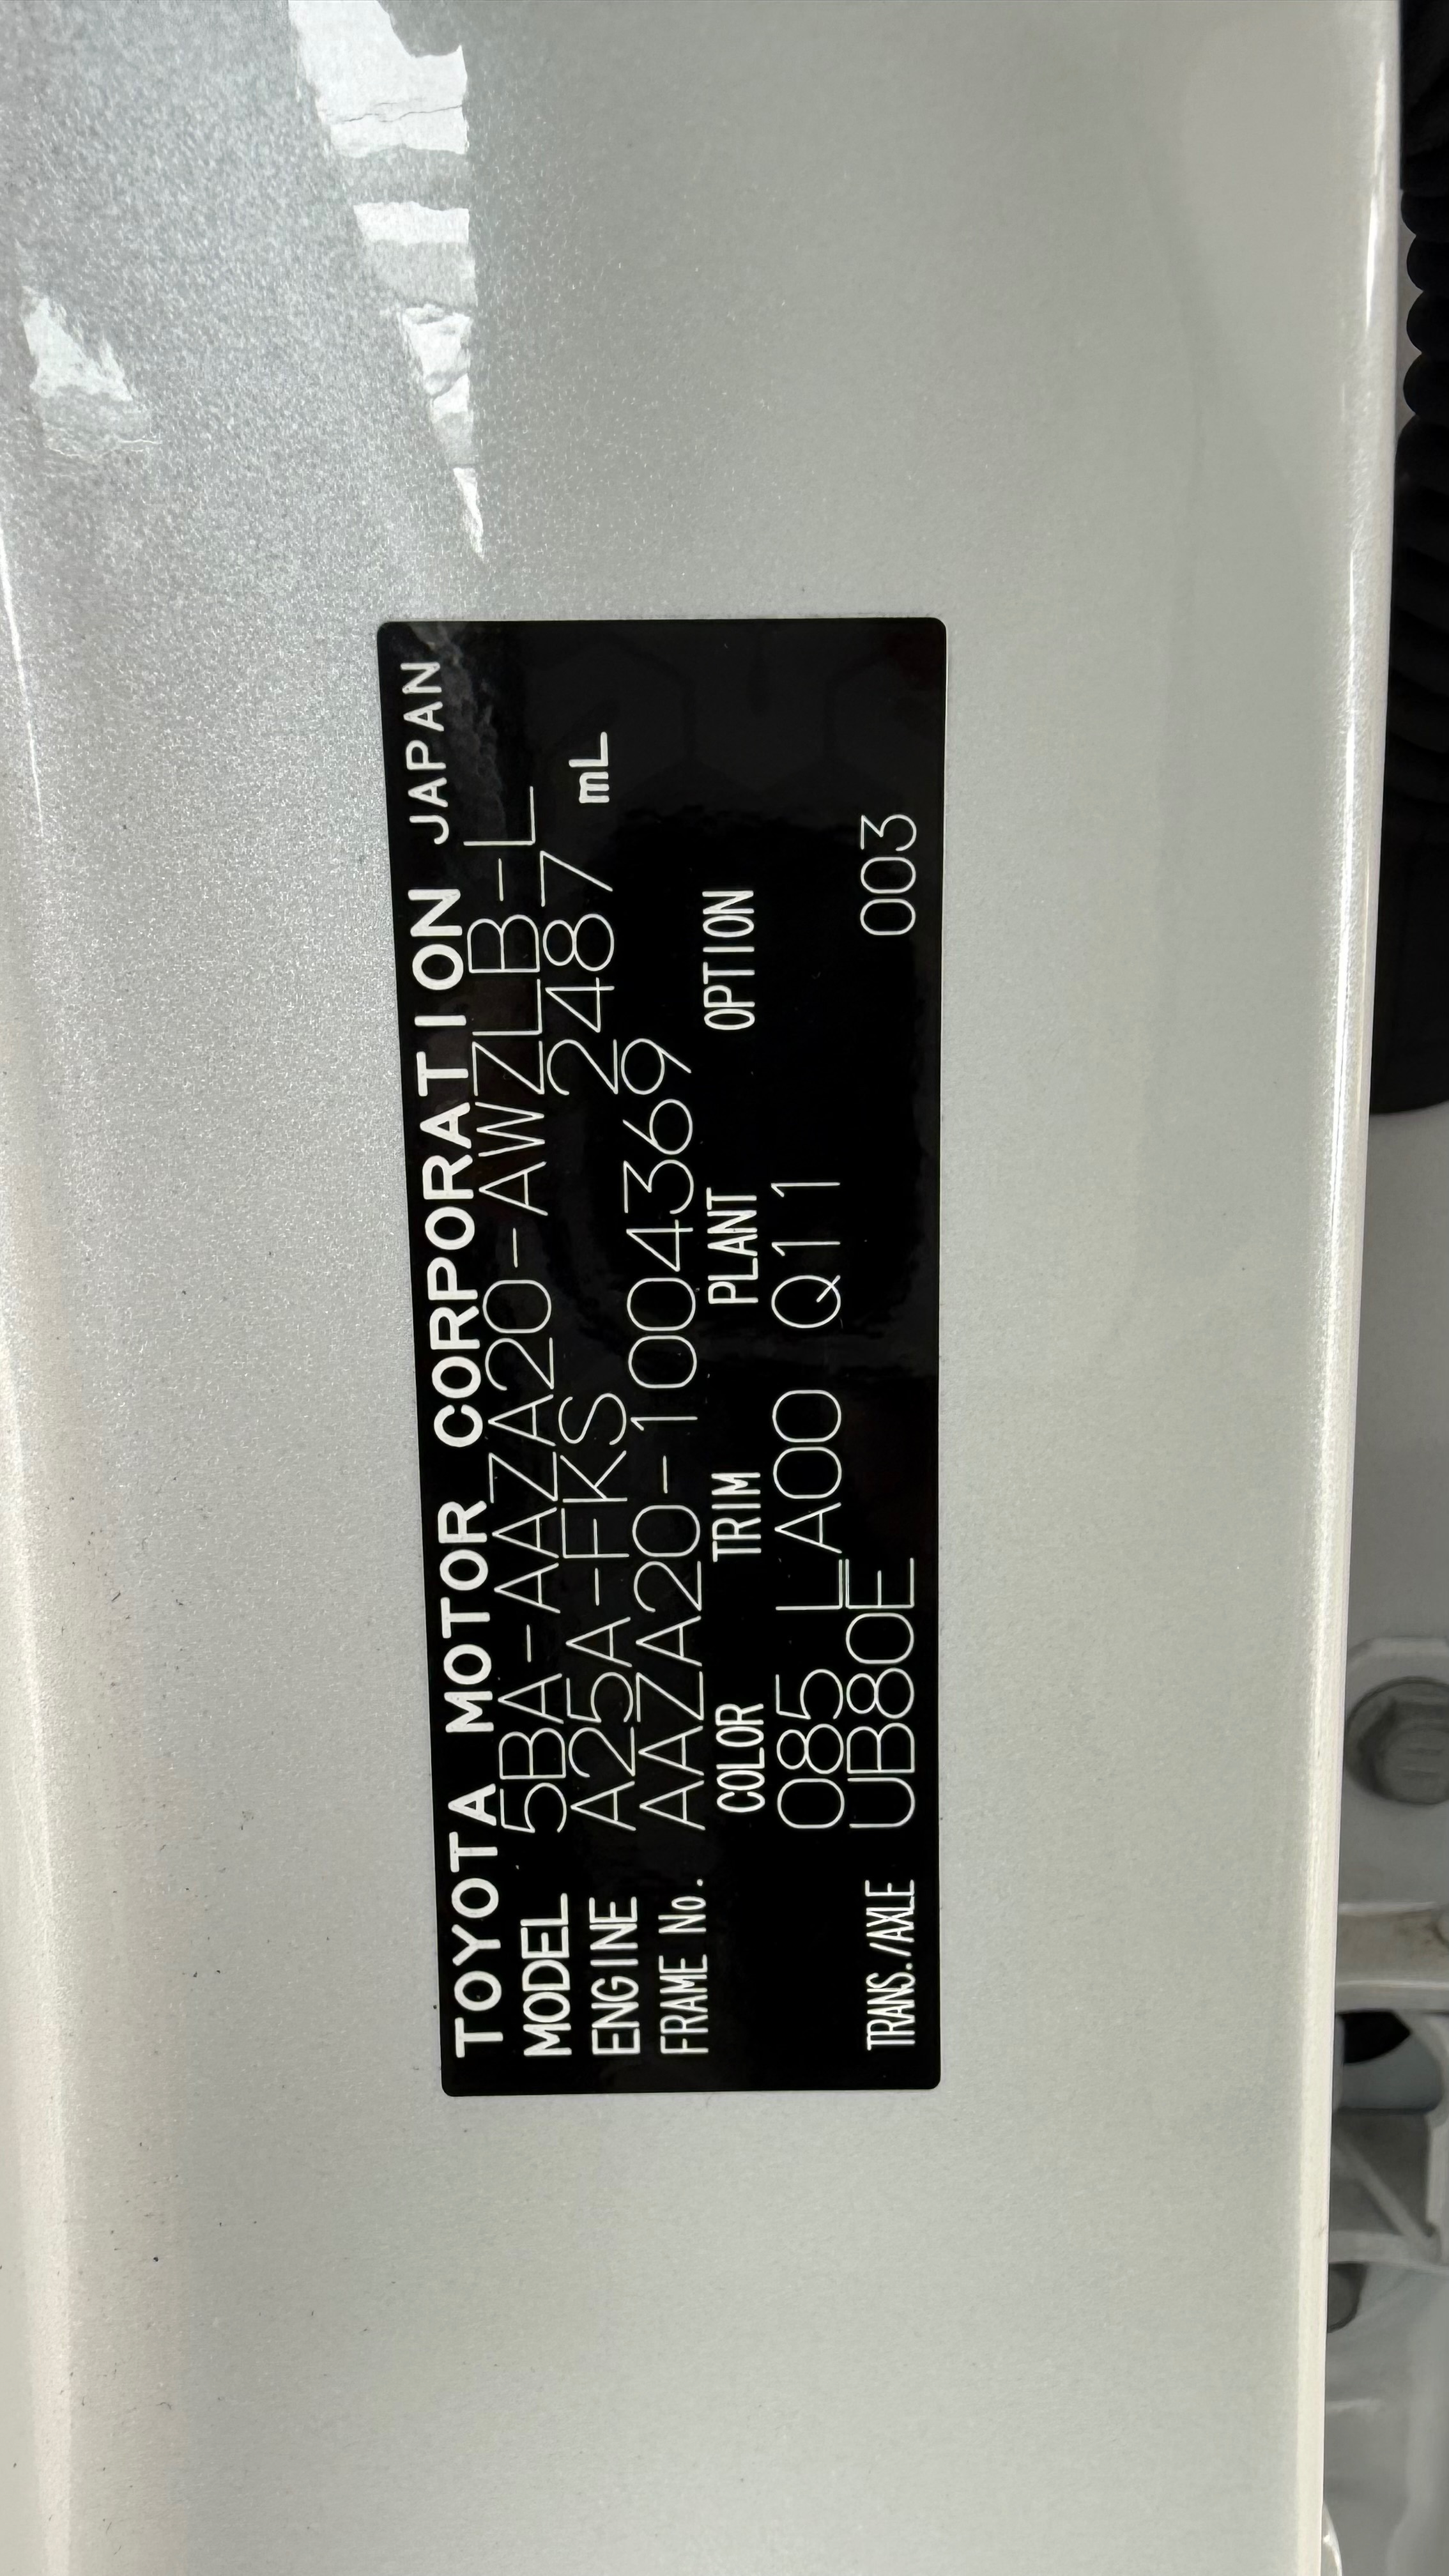 TOYOTA MOTOR CORPORATION JAPAN
MODEL 5BA-AAZA20-AWZLB-L
ENGINE A25A-FKS 2487 mL
FRAME No. AAZA20-1004369
COLOR TRIM PLANT OPTION
085 LA00 Q11
TRANS./AXLE UB80E 003